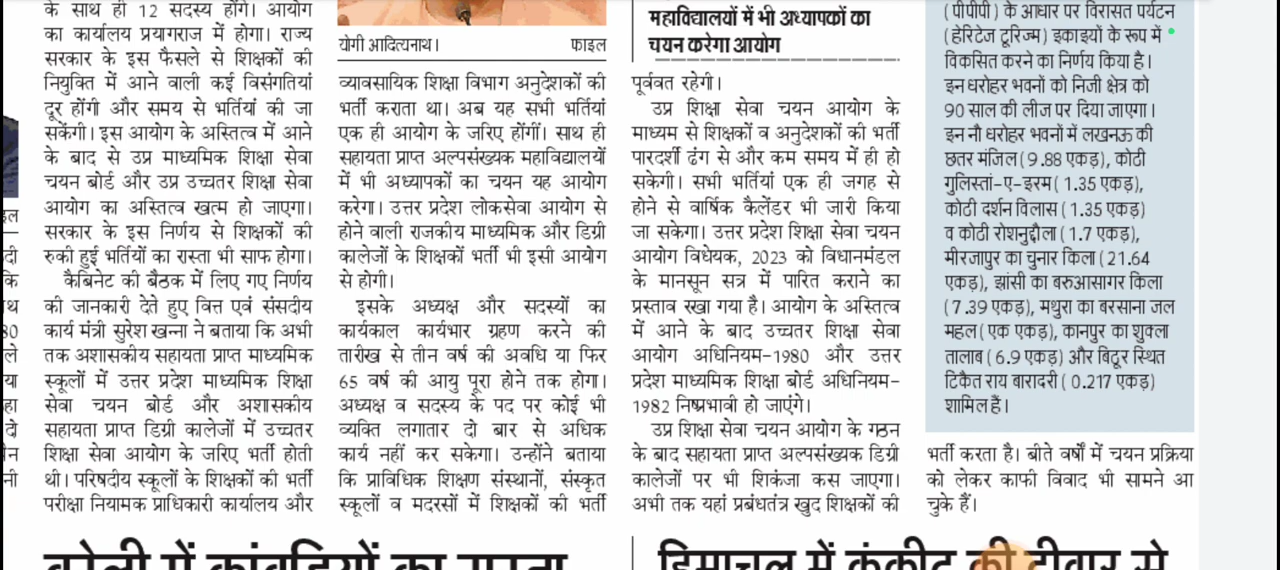 के साथ ही 12 सदस्य होंगे। आयोग
का कार्यालय प्रयागराज में होगा। राज्य
सरकार के इस फैसले से शिक्षकों की
नियुक्ति में आने वाली कई विसंगतियां
दूर होंगी और समय से भर्तियां की जा
सकेंगी। इस आयोग के अस्तित्व में आने
के बाद से उप्र माध्यमिक शिक्षा सेवा
चयन बोर्ड और उप्र उच्चतर शिक्षा सेवा
आयोग का अस्तित्व खत्म हो जाएगा।
सरकार के इस निर्णय से शिक्षकों की
रुकी हुई भर्तियों का रास्ता भी साफ होगा।
कैबिनेट की बैठक में लिए गए निर्णय
की जानकारी देते हुए वित्त एवं संसदीय
कार्य मंत्री सुरेश खन्ना ने बताया कि अभी
तक अशासकीय सहायता प्राप्त माध्यमिक
स्कूलों में उत्तर प्रदेश माध्यमिक शिक्षा
सेवा चयन बोर्ड और अशासकीय
सहायता प्राप्त डिग्री कालेजों में उच्चतर
शिक्षा सेवा आयोग के जरिए भर्ती होती
थी। परिषदीय स्कूलों के शिक्षकों की भर्ती
परीक्षा नियामक प्राधिकारी कार्यालय और
योगी आदित्यनाथ। फाइल
व्यावसायिक शिक्षा विभाग अनुदेशकों की
भर्ती कराता था। अब यह सभी भर्तियां
एक ही आयोग के जरिए होंगीं। साथ ही
सहायता प्राप्त अल्पसंख्यक महाविद्यालयों
में भी अध्यापकों का चयन यह आयोग
करेगा। उत्तर प्रदेश लोकसेवा आयोग से
होने वाली राजकीय माध्यमिक और डिग्री
कालेजों के शिक्षकों भर्ती भी इसी आयोग
से होगी।
इसके अध्यक्ष और सदस्यों का
कार्यकाल कार्यभार ग्रहण करने की
तारीख से तीन वर्ष की अवधि या फिर
65 वर्ष की आयु पूरा होने तक होगा।
अध्यक्ष व सदस्य के पद पर कोई भी
व्यक्ति लगातार दो बार से अधिक
कार्य नहीं कर सकेगा। उन्होंने बताया
कि प्राविधिक शिक्षण संस्थानों, संस्कृत
स्कूलों व मदरसों में शिक्षकों की भर्ती
महाविद्यालयों में भी अध्यापकों का
चयन करेगा आयोग
पूर्ववत रहेगी।
उप्र शिक्षा सेवा चयन आयोग के
माध्यम से शिक्षकों व अनुदेशकों की भर्ती
पारदर्शी ढंग से और कम समय में ही हो
सकेगी। सभी भर्तियां एक ही जगह से
होने से वार्षिक कैलेंडर भी जारी किया
जा सकेगा। उत्तर प्रदेश शिक्षा सेवा चयन
आयोग विधेयक, 2023 को विधानमंडल
के मानसून सत्र में पारित कराने का
प्रस्ताव रखा गया है। आयोग के अस्तित्व
में आने के बाद उच्चतर शिक्षा सेवा
आयोग अधिनियम-1980 और उत्तर
प्रदेश माध्यमिक शिक्षा बोर्ड अधिनियम-
1982 निष्प्रभावी हो जाएंगे।
उप्र शिक्षा सेवा चयन आयोग के गठन
के बाद सहायता प्राप्त अल्पसंख्यक डिग्री
कालेजों पर भी शिकंजा कस जाएगा।
अभी तक यहां प्रबंधतंत्र खुद शिक्षकों की
(पीपीपी) के आधार पर विरासत पर्यटन
(हेरिटेज टूरिज्म) इकाइयों के रूप में
विकसित करने का निर्णय किया है।
इन धरोहर भवनों को निजी क्षेत्र को
90 साल की लीज पर दिया जाएगा।
इन नौ धरोहर भवनों में लखनऊ की
छतर मंजिल (9.88 एकड़), कोठी
गुलिस्तां-ए-इरम( 1.35 एकड़),
कोठी दर्शन विलास (1.35 एकड़)
व कोठी रोशनुद्दौला (1.7 एकड़),
मीरजापुर का चुनार किला (21.64
एकड़), झांसी का बरुआसागर किला
(7.39 एकड़), मथुरा का बरसाना जल
महल( एक एकड़), कानपुर का शुक्ला
तालाब ( 6.9 एकड़) और बिठूर स्थित
टिकैत राय बारादरी ( 0.217 एकड़)
शामिल हैं।
भर्ती करता है। बीते वर्षों में चयन प्रक्रिया
को लेकर काफी विवाद भी सामने आ
चुके हैं।
बरेली में कांवड़ियों का रास्ता
हिमाचल में कंक्रीट की दीवार से